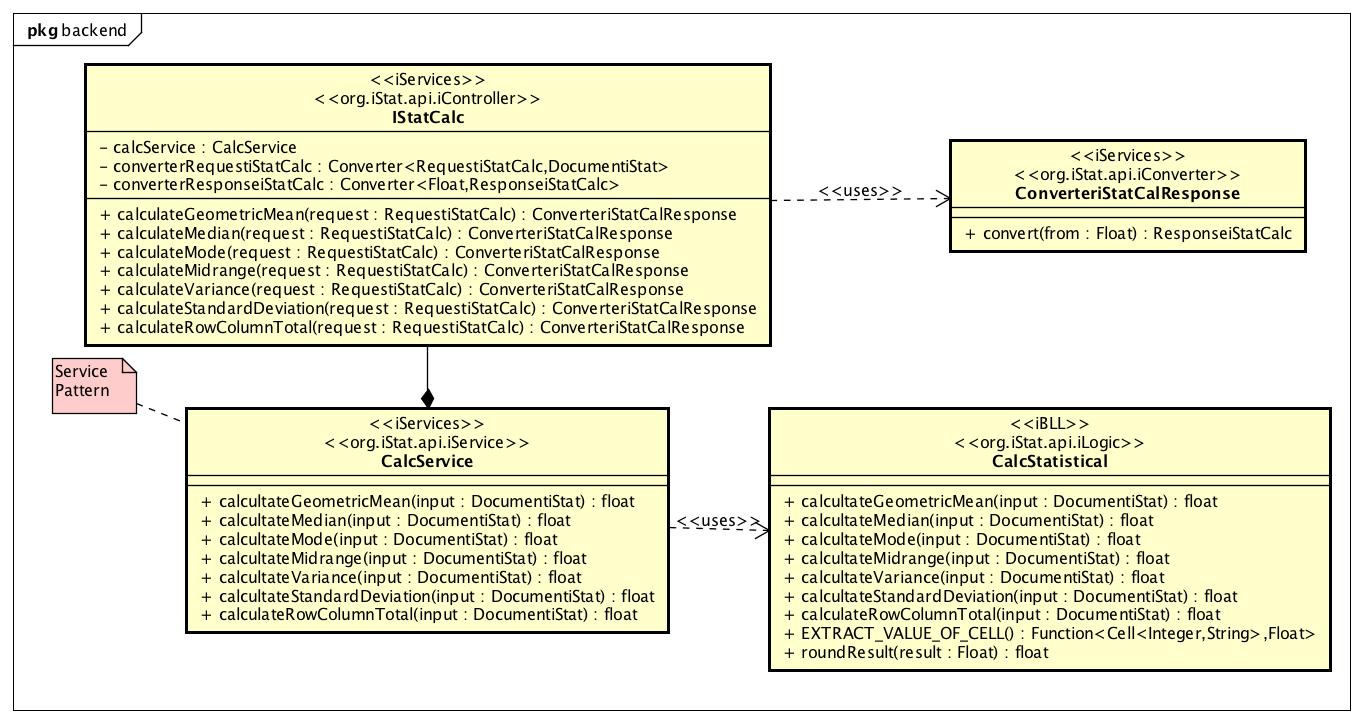 pkg backend
<<iServices>>
<<org.iStat.api.iController>>
IStatCalc
– calcService : CalcService
– converterRequestiStatCalc : Converter<RequestiStatCalc,DocumentiStat>
– converterResponseiStatCalc : Converter<Float,ResponseiStatCalc>
+ calculateGeometricMean(request : RequestiStatCalc) : ConverteriStatCalResponse
+ calculateMedian(request : RequestiStatCalc) : ConverteriStatCalResponse
+ calculateMode(request : RequestiStatCalc) : ConverteriStatCalResponse
+ calculateMidrange(request : RequestiStatCalc) : ConverteriStatCalResponse
+ calculateVariance(request : RequestiStatCalc) : ConverteriStatCalResponse
+ calculateStandardDeviation(request : RequestiStatCalc) : ConverteriStatCalResponse
+ calculateRowColumnTotal(request : RequestiStatCalc) : ConverteriStatCalResponse
<<uses>>
<<iServices>>
<<org.iStat.api.iConverter>>
ConverteriStatCalResponse
+ convert(from : Float) : ResponseiStatCalc
Service
Pattern
<<iServices>>
<<org.iStat.api.iService>>
CalcService
+ calcultateGeometricMean(input : DocumentiStat) : float
+ calcultateMedian(input : DocumentiStat) : float
+ calcultateMode(input : DocumentiStat) : float
+ calcultateMidrange(input : DocumentiStat) : float
+ calcultateVariance(input : DocumentiStat) : float
+ calcultateStandardDeviation(input : DocumentiStat) : float
+ calculateRowColumnTotal(input : DocumentiStat) : float
<<uses>>
<<iBLL>>
<<org.iStat.api.iLogic>>
CalcStatistical
+ calcultateGeometricMean(input : DocumentiStat) : float
+ calcultateMedian(input : DocumentiStat) : float
+ calcultateMode(input : DocumentiStat) : float
+ calcultateMidrange(input : DocumentiStat) : float
+ calcultateVariance(input : DocumentiStat) : float
+ calcultateStandardDeviation(input : DocumentiStat) : float
+ calculateRowColumnTotal(input : DocumentiStat) : float
+ EXTRACT_VALUE_OF_CELL() : Function<Cell<Integer,String>,Float>
+ roundResult(result : Float) : float